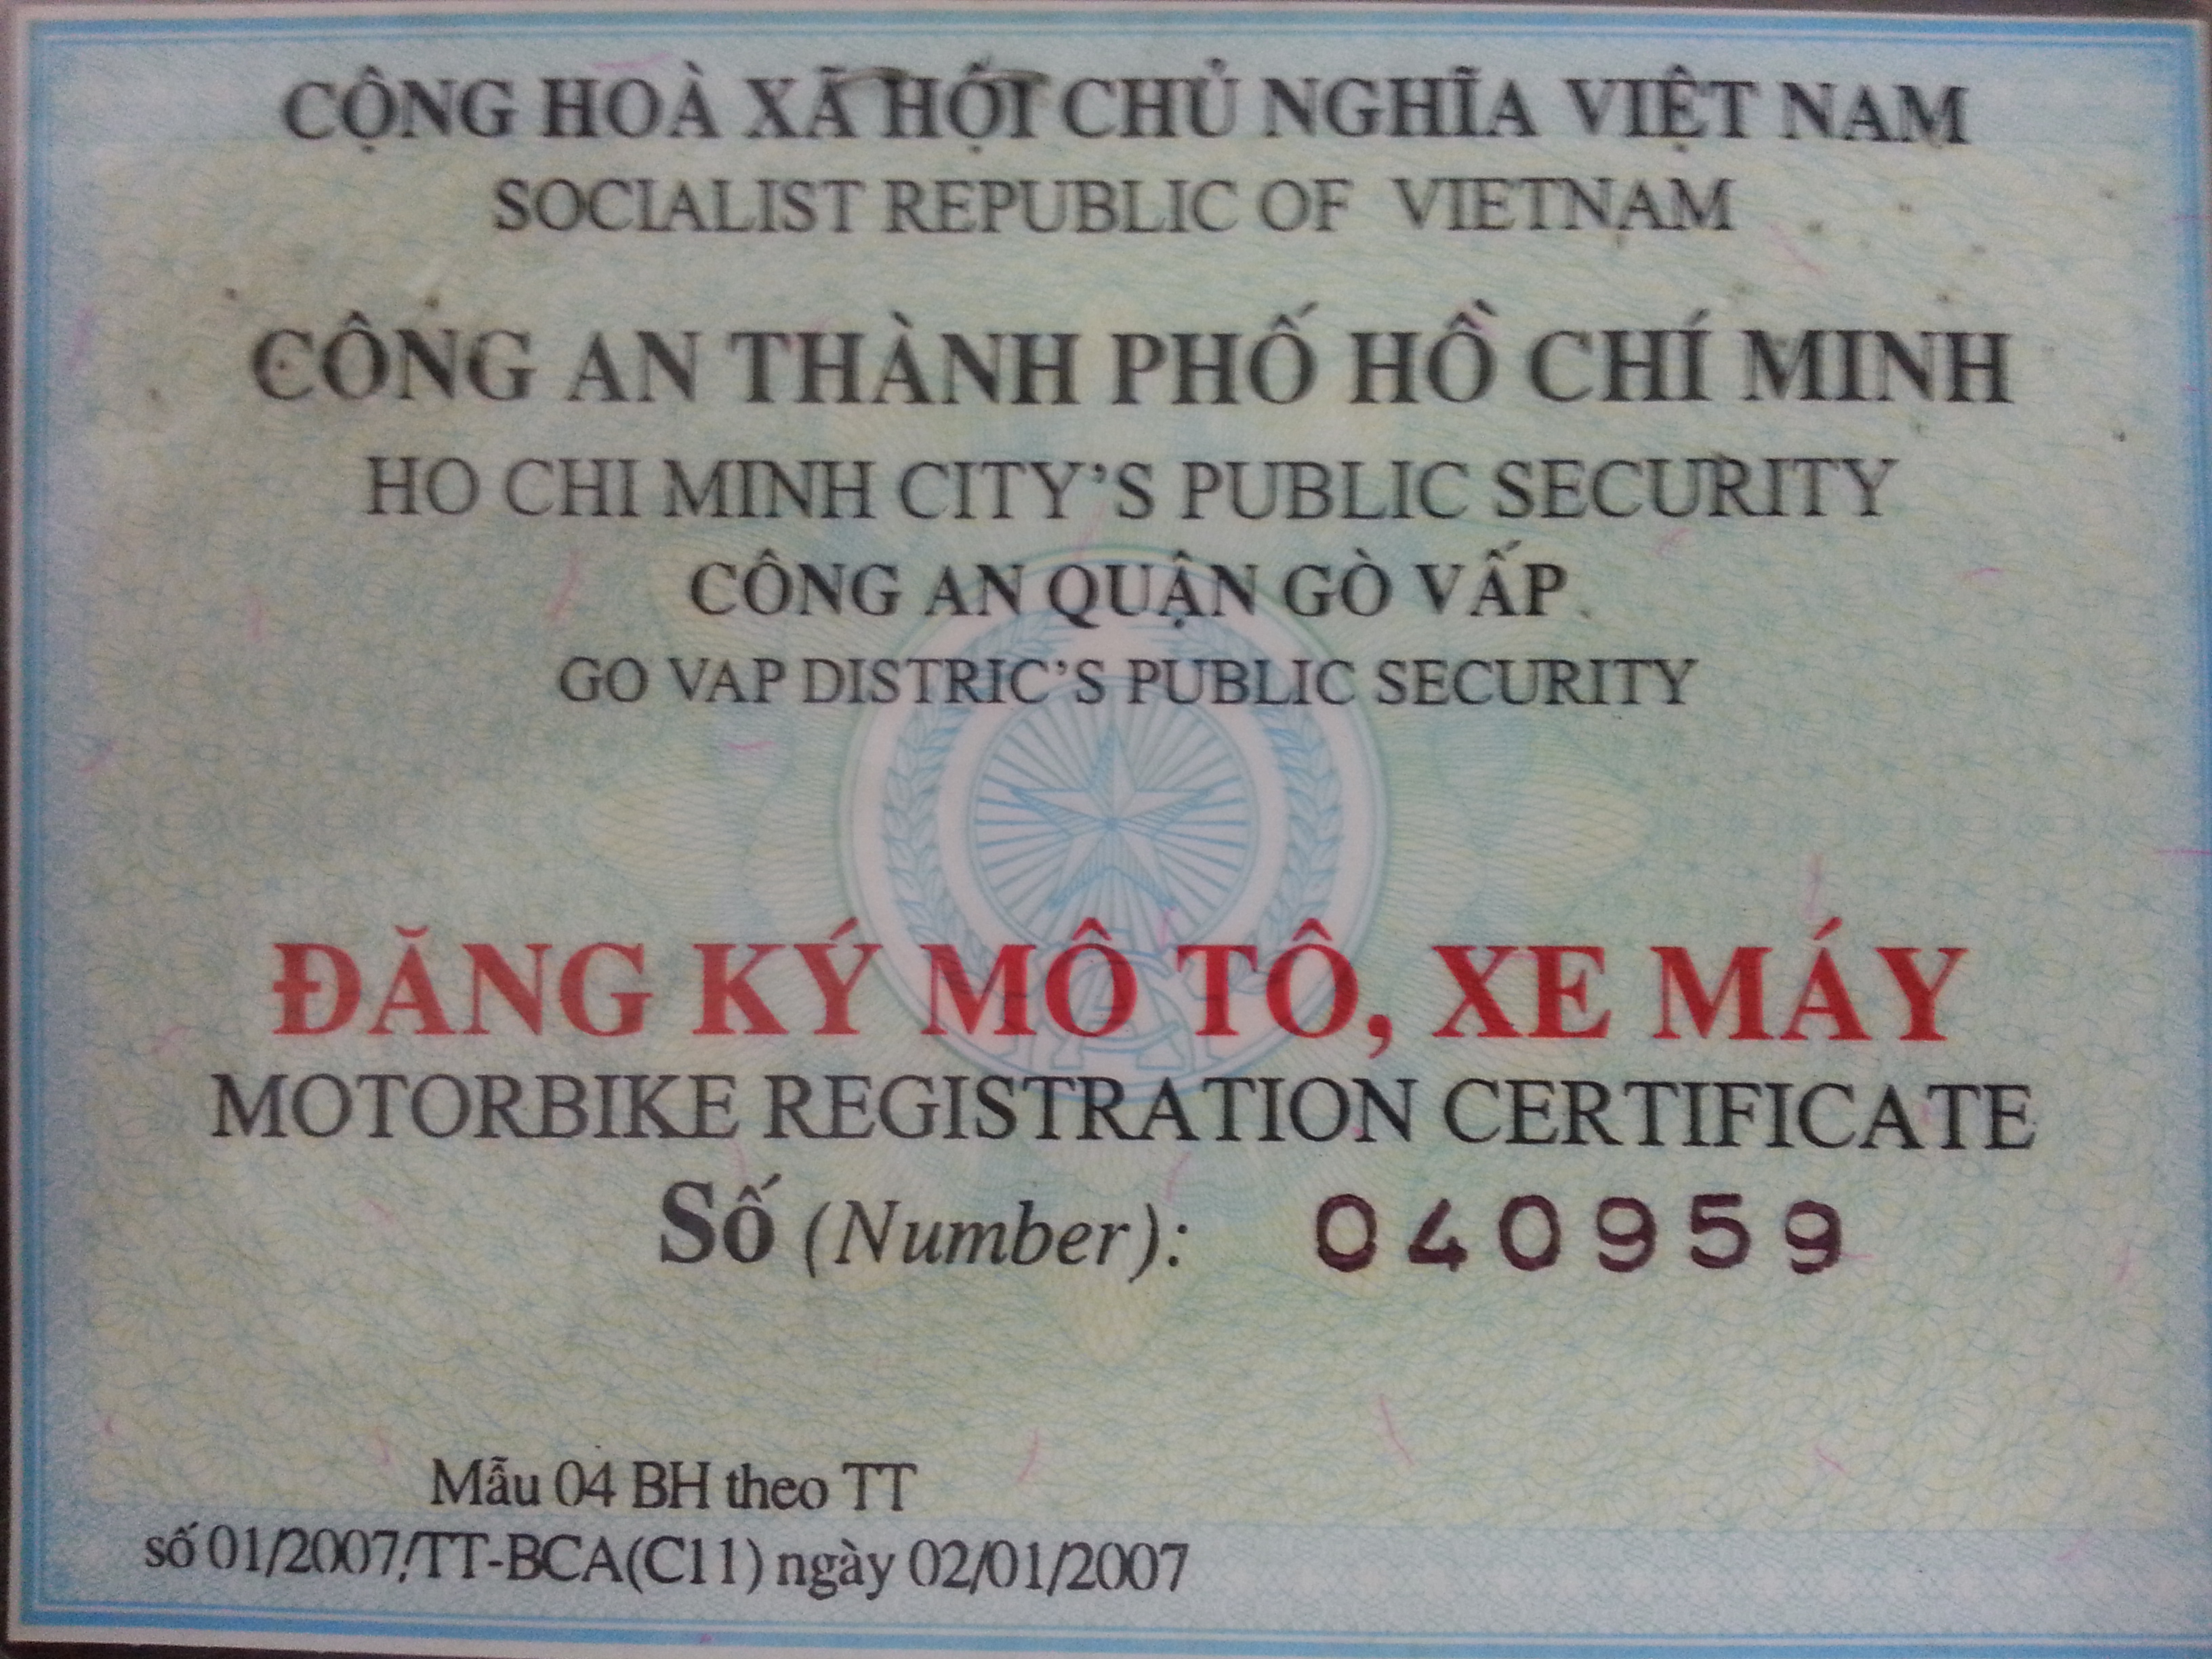 CỘNG HOÀ XÃ HỘI CHỦ NGHĨA VIỆT NAM
SOCIALIST REPUBLIC OF VIETNAM
CÔNG AN THÀNH PHỐ HỒ CHÍ MINH
HO CHI MINH CITY’S PUBLIC SECURITY
CÔNG AN QUẬN GÒ VẤP
GO VAP DISTRIC’S PUBLIC SECURITY
ĐĂNG KÝ MÔ TÔ, XE MÁY
MOTORBIKE REGISTRATION CERTIFICATE
Số (Number): 040959
Mẫu 04 BH theo TT
số 01/2007/TT-BCA(C11) ngày 02/01/2007